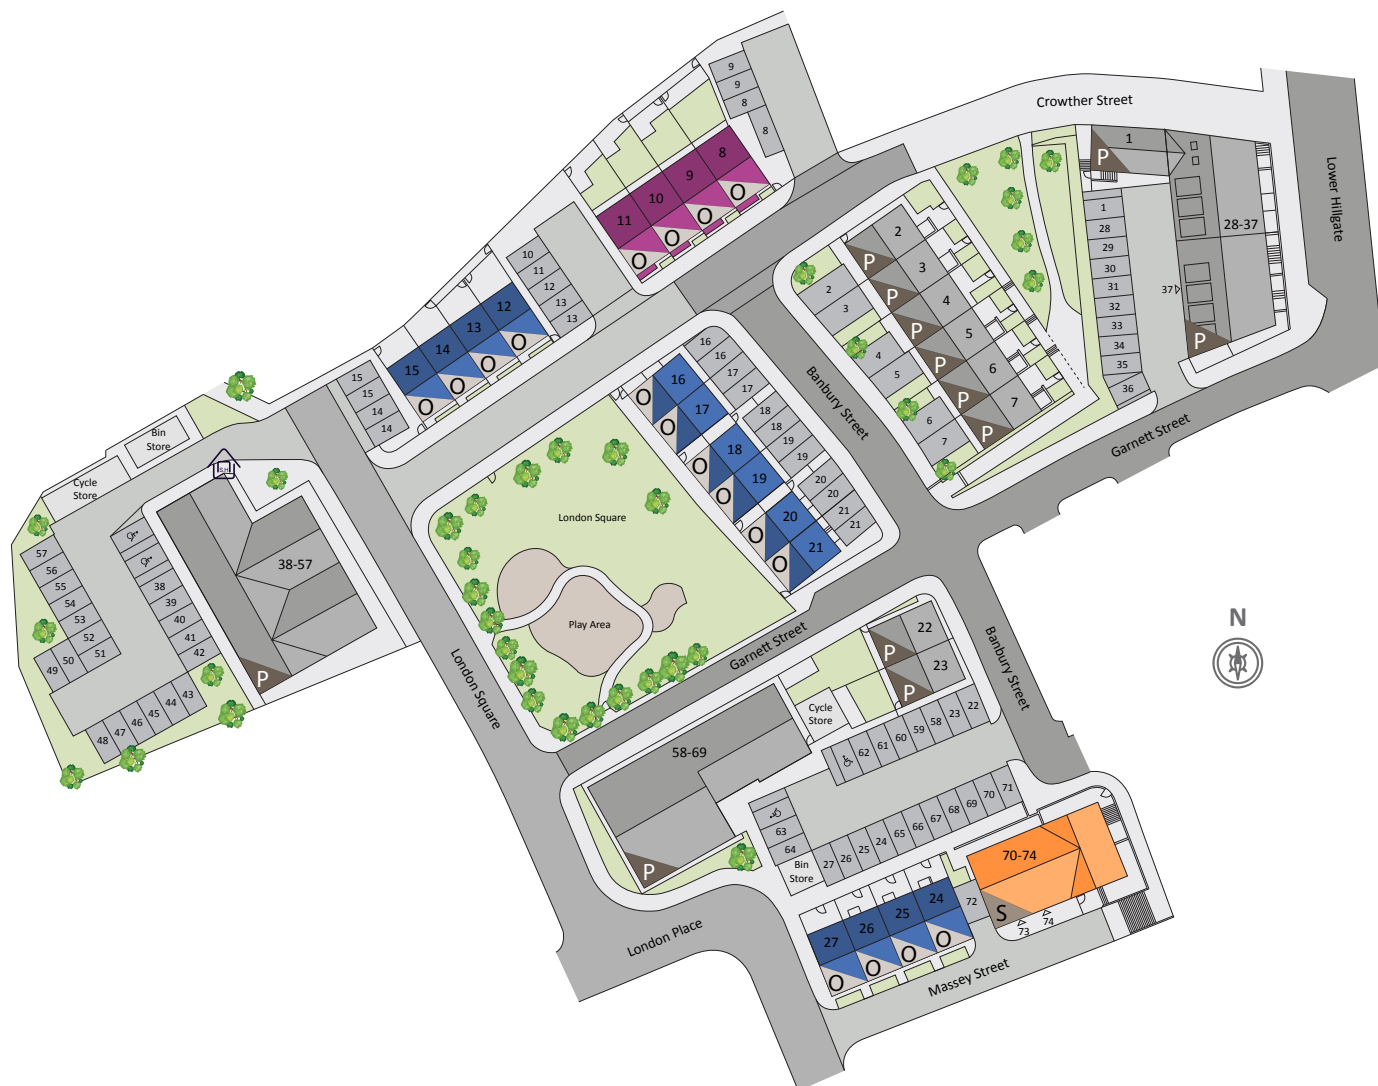 9
9
8
8
Crowther Street
8
9
10
11
O
O
O
O
1
P
Lower Hillgate
28-37
37
P
1
28
29
30
31
32
33
34
35
36
2
3
4
5
6
7
P
P
P
P
P
P
2
3
4
5
6
7
10
11
12
13
13
12
13
14
15
O
O
O
O
15
15
14
14
Banbury Street
Garnett Street
16
16
17
17
18
18
19
19
20
20
21
21
16
17
18
19
20
21
O
O
O
O
O
O
London Square
Play Area
Bin
Store
Cycle
Store
38-57
P
57
56
55
54
53
52
51
50
49
38
39
40
41
42
43
44
45
46
47
48
London Square
Garnett Street
Banbury Street
N
22
23
P
P
Cycle
Store
62
61
60
59
58
23
22
58-69
P
63
64
Bin
Store
27
26
25
24
65
66
67
68
69
70
71
70-74
S
72
73
74
24
25
26
27
O
O
O
O
London Place
Massey Street